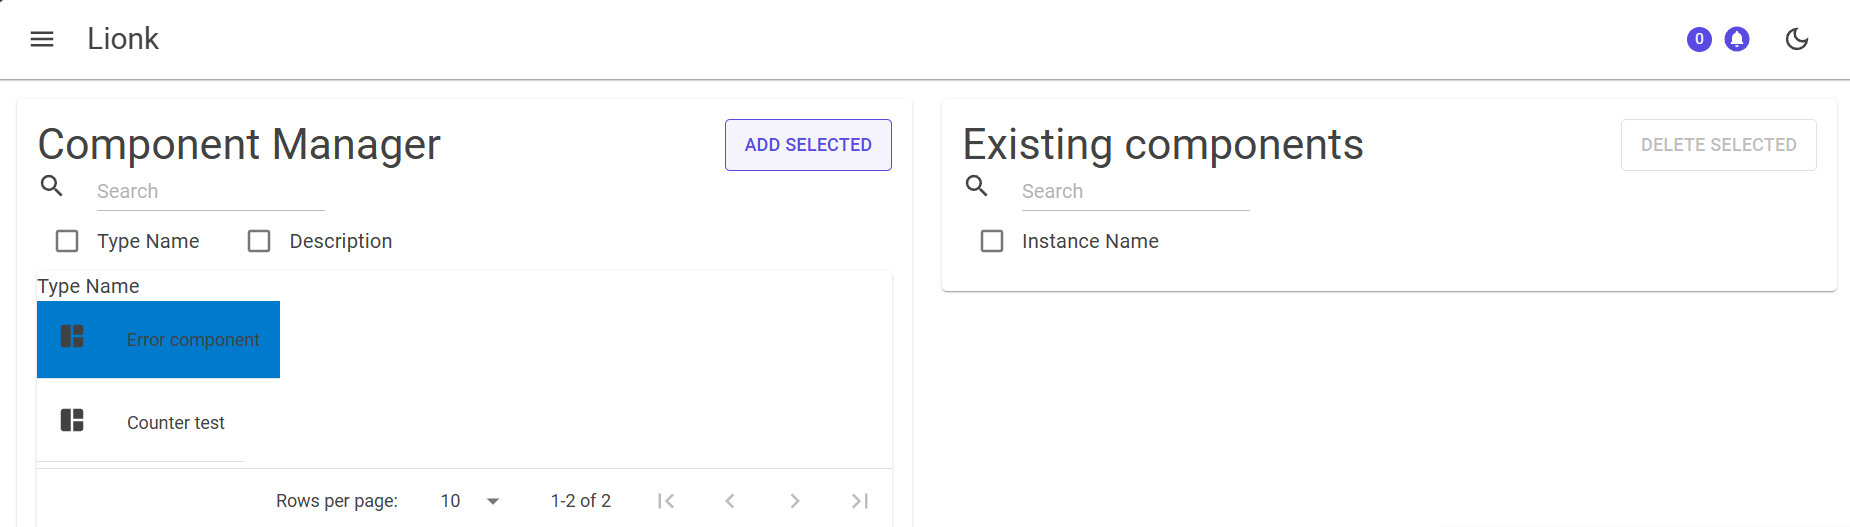 Lionk
0
Component Manager
ADD SELECTED
Search
Type Name
Description
Type Name
Error component
Counter test
Rows per page:
10
1-2 of 2
Existing components
DELETE SELECTED
Search
Instance Name